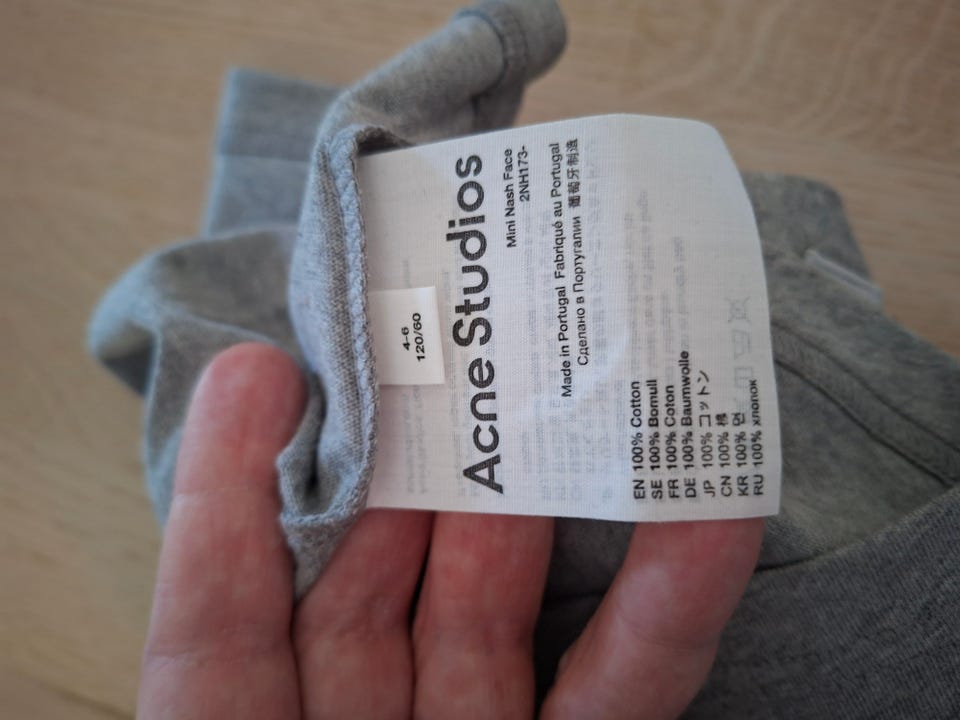 4-6
120/60
Acne Studios
Mini Nash Face
2NH173-
Made in Portugal Fabriqué au Portugal
Сделано в Португалии 葡萄牙制造
EN 100% Cotton
SE 100% Bomull
FR 100% Coton
DE 100% Baumwolle
JP 100% コットン
CN 100% 棉
KR 100% 면
RU 100% хлопок